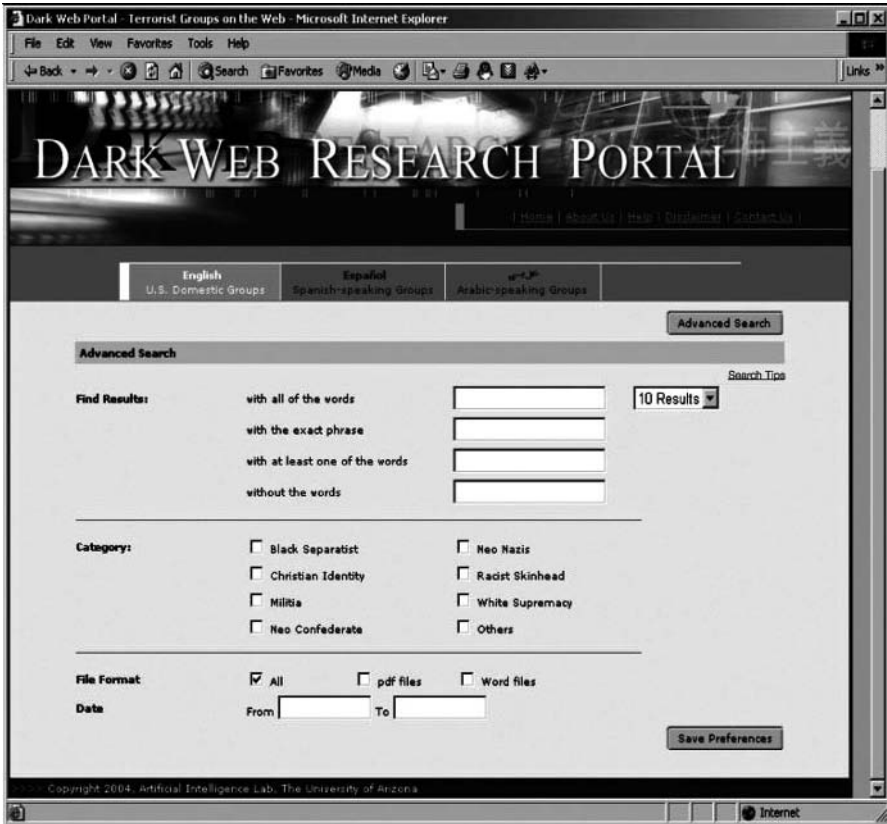 Dark Web Portal - Terrorist Groups on the Web - Microsoft Internet Explorer
File Edit View Favorites Tools Help
Back Search Favorites Media Links »
DARK WEB RESEARCH PORTAL
| Home | About Us | Help | Disclaimer | Contact Us |
English Español عربي
U.S. Domestic Groups Spanish-speaking Groups Arabic-speaking Groups
Advanced Search
Advanced Search
Search Tips
Find Results: with all of the words 10 Results
with the exact phrase
with at least one of the words
without the words
Category: Black Separatist Neo Nazis
Christian Identity Racist Skinhead
Militia White Supremacy
Neo Confederate Others
File Format All pdf files Word files
Date From To
Save Preferences
>>>> Copyright 2004, Artificial Intelligence Lab, The University of Arizona
Internet